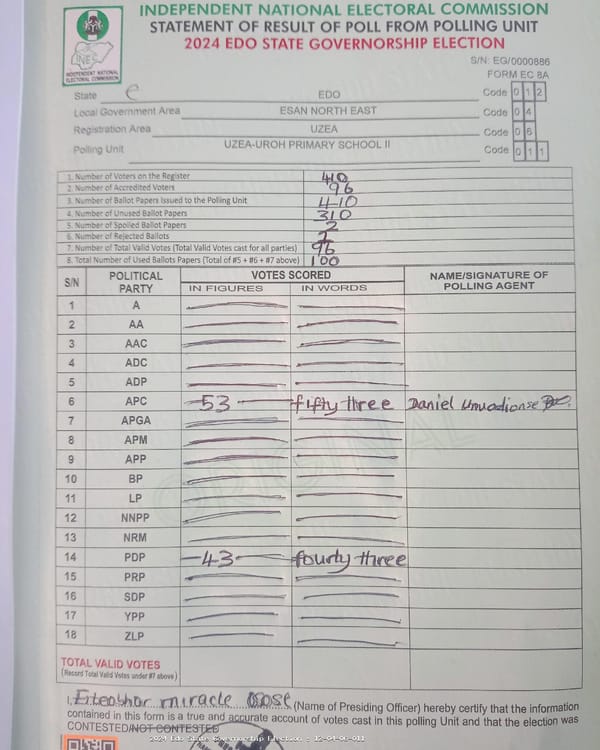 INDEPENDENT NATIONAL ELECTORAL COMMISSION
STATEMENT OF RESULT OF POLL FROM POLLING UNIT
2024 EDO STATE GOVERNORSHIP ELECTION
INEC
INDEPENDENT NATIONAL
ELECTORAL COMMISSION
S/N: EG/0000886
FORM EC 8A
State e EDO Code 0 1 2
Local Government Area ESAN NORTH EAST Code 0 4
Registration Area UZEA Code 0 6
Polling Unit UZEA-UROH PRIMARY SCHOOL II Code 0 1 1
1. Number of Voters on the Register 410
2. Number of Accredited Voters 96
3. Number of Ballot Papers Issued to the Polling Unit 410
4. Number of Unused Ballot Papers 310
5. Number of Spoiled Ballot Papers 2
6. Number of Rejected Ballots
7. Number of Total Valid Votes (Total Valid Votes cast for all parties) 96
8. Total Number of Used Ballots Papers (Total of #5 + #6 + #7 above) 100
S/N POLITICAL PARTY VOTES SCORED NAME/SIGNATURE OF POLLING AGENT
IN FIGURES IN WORDS
1 A
2 AA
3 AAC
4 ADC
5 ADP
6 APC 53 fifty three Daniel
7 APGA
8 APM
9 APP
10 BP
11 LP
12 NNPP
13 NRM
14 PDP 43 fourty three
15 PRP
16 SDP
17 YPP
18 ZLP
ORIGINAL
TOTAL VALID VOTES
(Record Total Valid Votes under #7 above)
I, miracle (Name of Presiding Officer) hereby certify that the information
contained in this form is a true and accurate account of votes cast in this polling Unit and that the election was
CONTESTED/NOT CONTESTED
2024 Edo State Governorship Election - 12-04-06-011